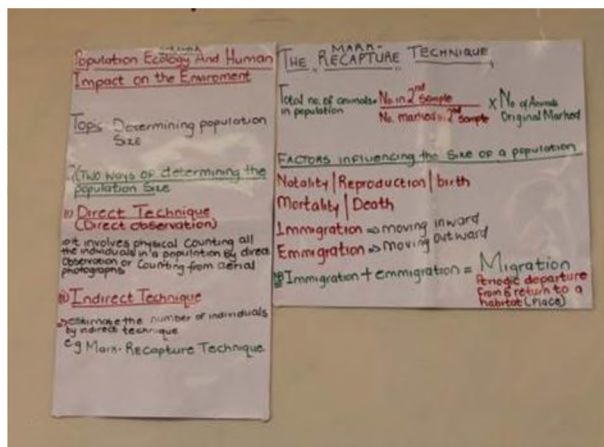 Population Ecology And Human
Impact on the Enviroment
Topic: Determining population
Size
(Two ways of determining the
population Size
(i) Direct Technique
(Direct observation)
it involves physical counting all
the individuals in a population by direct
Observation or Counting from aerial
photographs
(ii) Indirect Technique
estimate the number of individuals
by indirect technique
e.g Mark-Recapture Technique
THE MARK-
RECAPTURE TECHNIQUE
Total no. of animals = No. in 2nd Sample x No of Animals
in population No. marked in 2nd Sample Original Marked
FACTORS influencing the Size of a population
Natality | Reproduction | birth
Mortality | Death
Immigration => moving inward
Emmigration => moving outward
Immigration + emmigration = Migration
Periodic departure
from & return to a
habitat (Place)